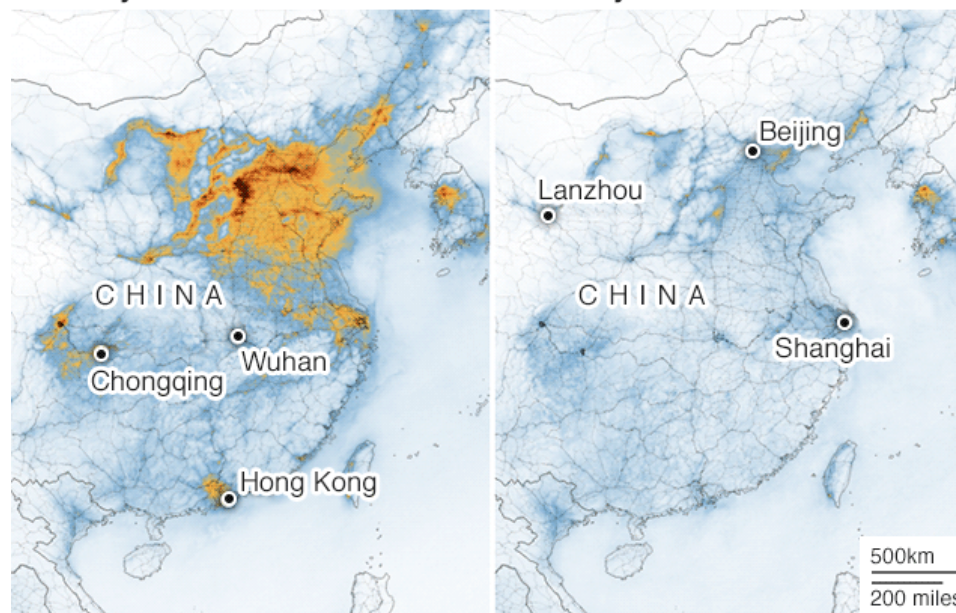 CHINA
Wuhan
Chongqing
Hong Kong
Beijing
Lanzhou
CHINA
Shanghai
500km
200 miles